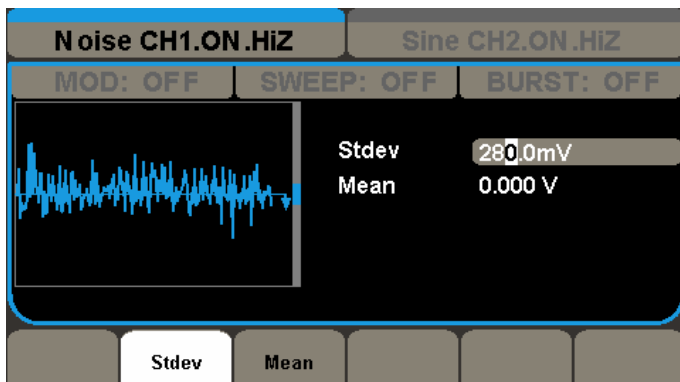 Noise CH1.ON.HiZ Sine CH2.ON.HiZ
MOD: OFF SWEEP: OFF BURST: OFF
Stdev 280.0mV
Mean 0.000 V
Stdev Mean